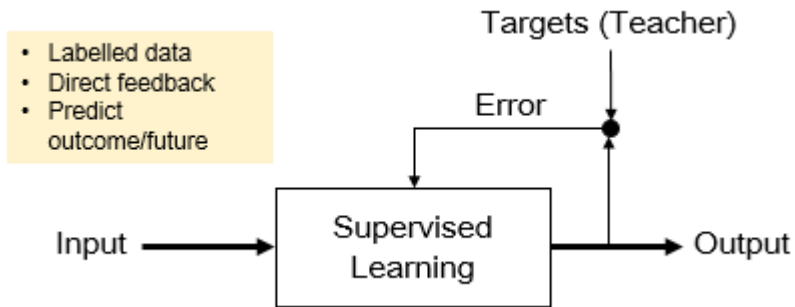 Targets (Teacher)
• Labelled data
• Direct feedback
• Predict
outcome/future
Error
Input
Supervised
Learning
Output